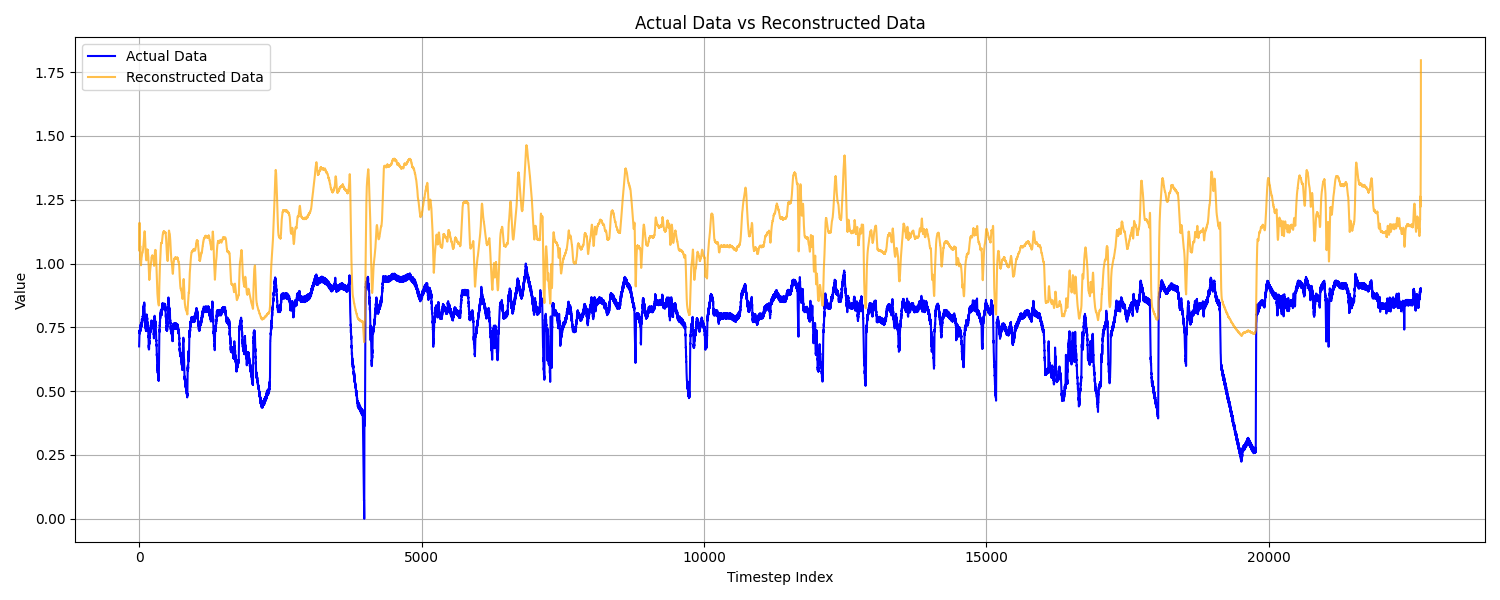 Actual Data vs Reconstructed Data
Actual Data
Reconstructed Data
Value
1.75
1.50
1.25
1.00
0.75
0.50
0.25
0.00
0 5000 10000 15000 20000
Timestep Index